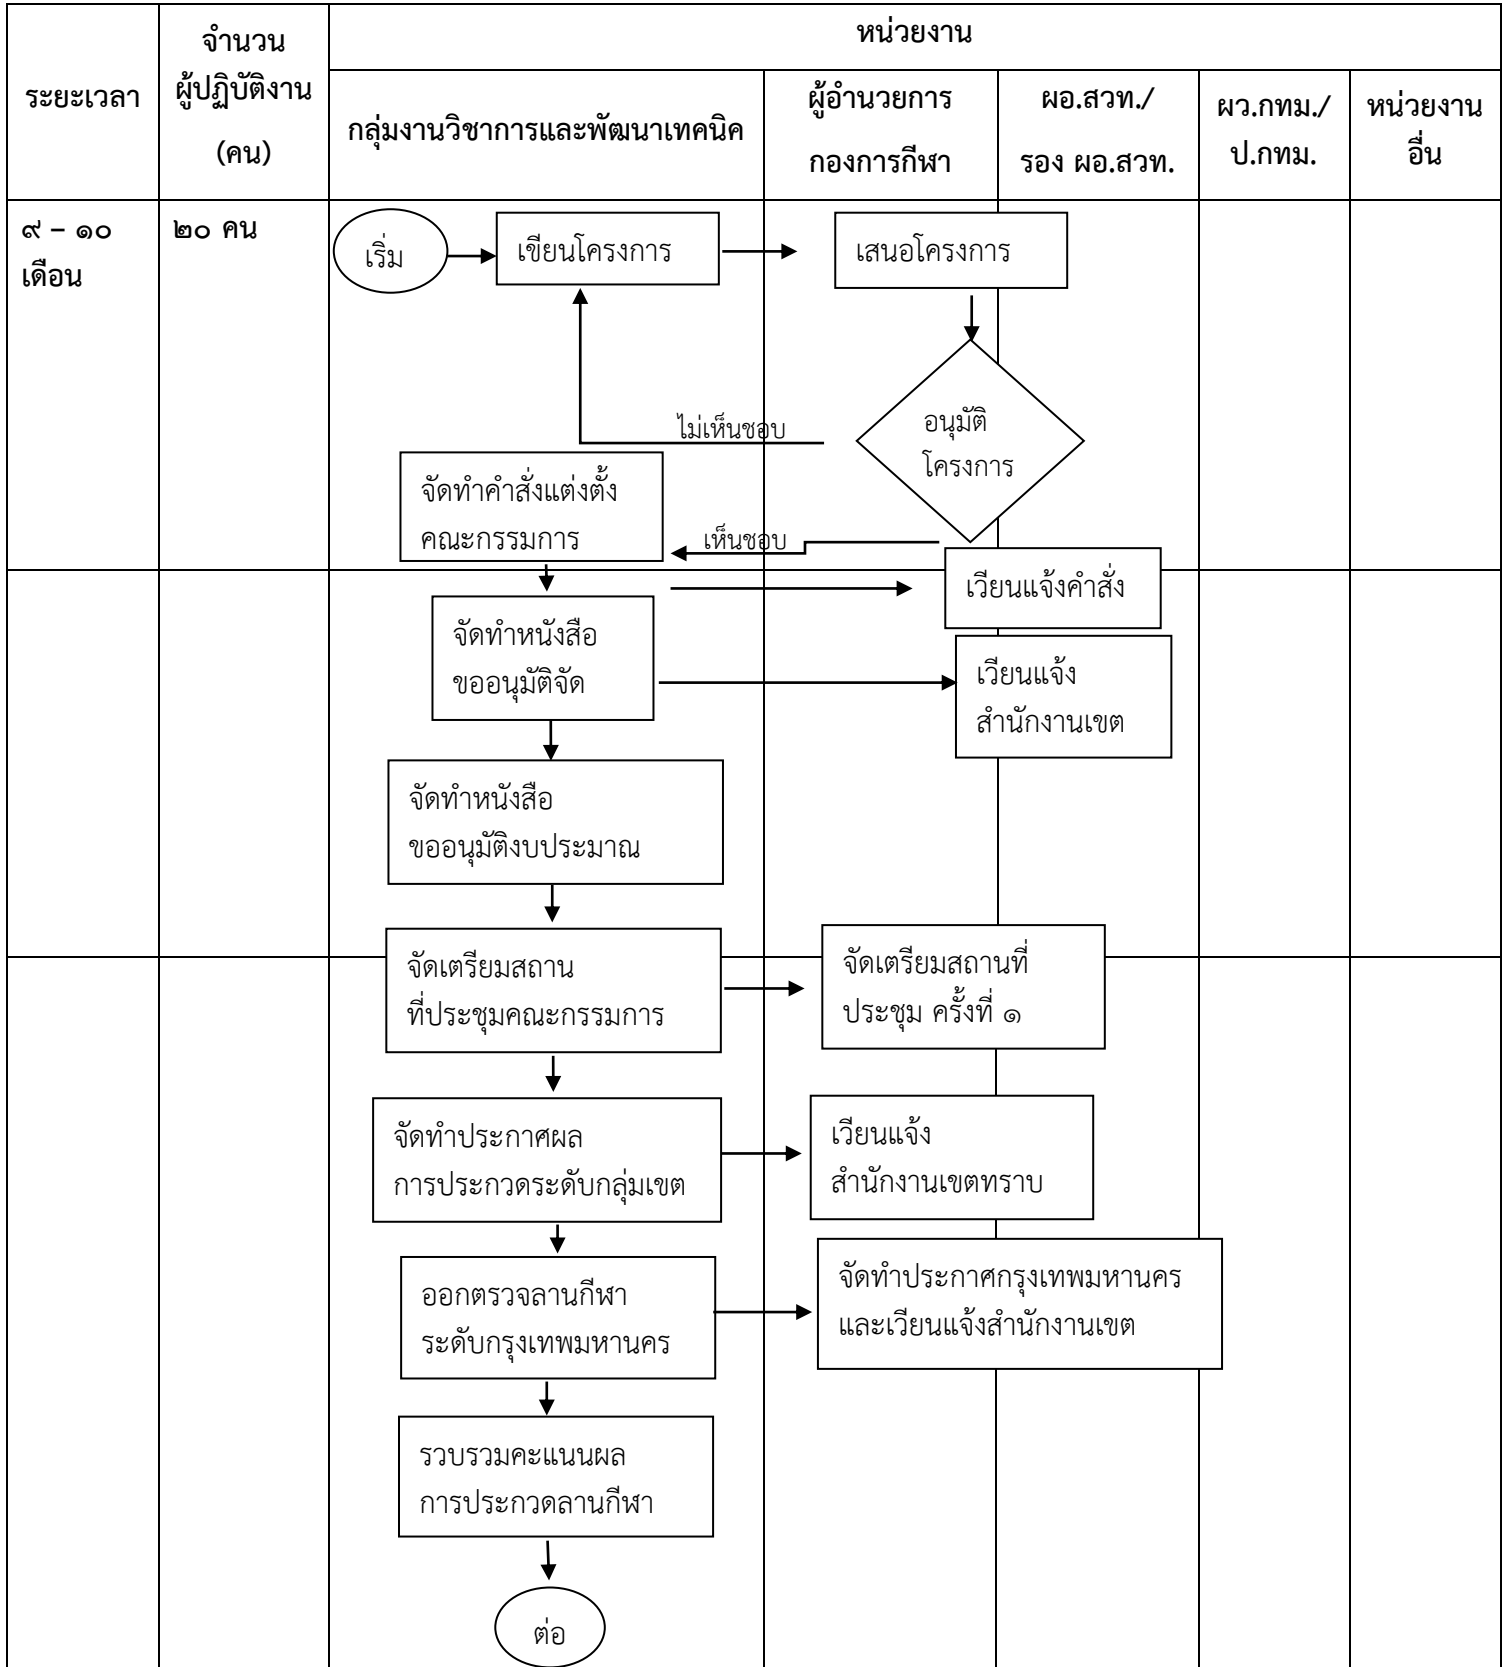 ระยะเวลา
จำนวน
ผู้ปฏิบัติงาน
(คน)
หน่วยงาน
กลุ่มงานวิชาการและพัฒนาเทคนิค
ผู้อำนวยการ
กองการกีฬา
ผอ.สวท./
รอง ผอ.สวท.
ผว.กทม./
ป.กทม.
หน่วยงาน
อื่น
๙ – ๑๐
เดือน
๒๐ คน
เริ่ม
เขียนโครงการ
เสนอโครงการ
อนุมัติ
โครงการ
ไม่เห็นชอบ
จัดทำคำสั่งแต่งตั้ง
คณะกรรมการ
เห็นชอบ
เวียนแจ้งคำสั่ง
จัดทำหนังสือ
ขออนุมัติจัด
เวียนแจ้ง
สำนักงานเขต
จัดทำหนังสือ
ขออนุมัติงบประมาณ
จัดเตรียมสถาน
ที่ประชุมคณะกรรมการ
จัดเตรียมสถานที่
ประชุม ครั้งที่ ๑
จัดทำประกาศผล
การประกวดระดับกลุ่มเขต
เวียนแจ้ง
สำนักงานเขตทราบ
ออกตรวจลานกีฬา
ระดับกรุงเทพมหานคร
จัดทำประกาศกรุงเทพมหานคร
และเวียนแจ้งสำนักงานเขต
รวบรวมคะแนนผล
การประกวดลานกีฬา
ต่อ